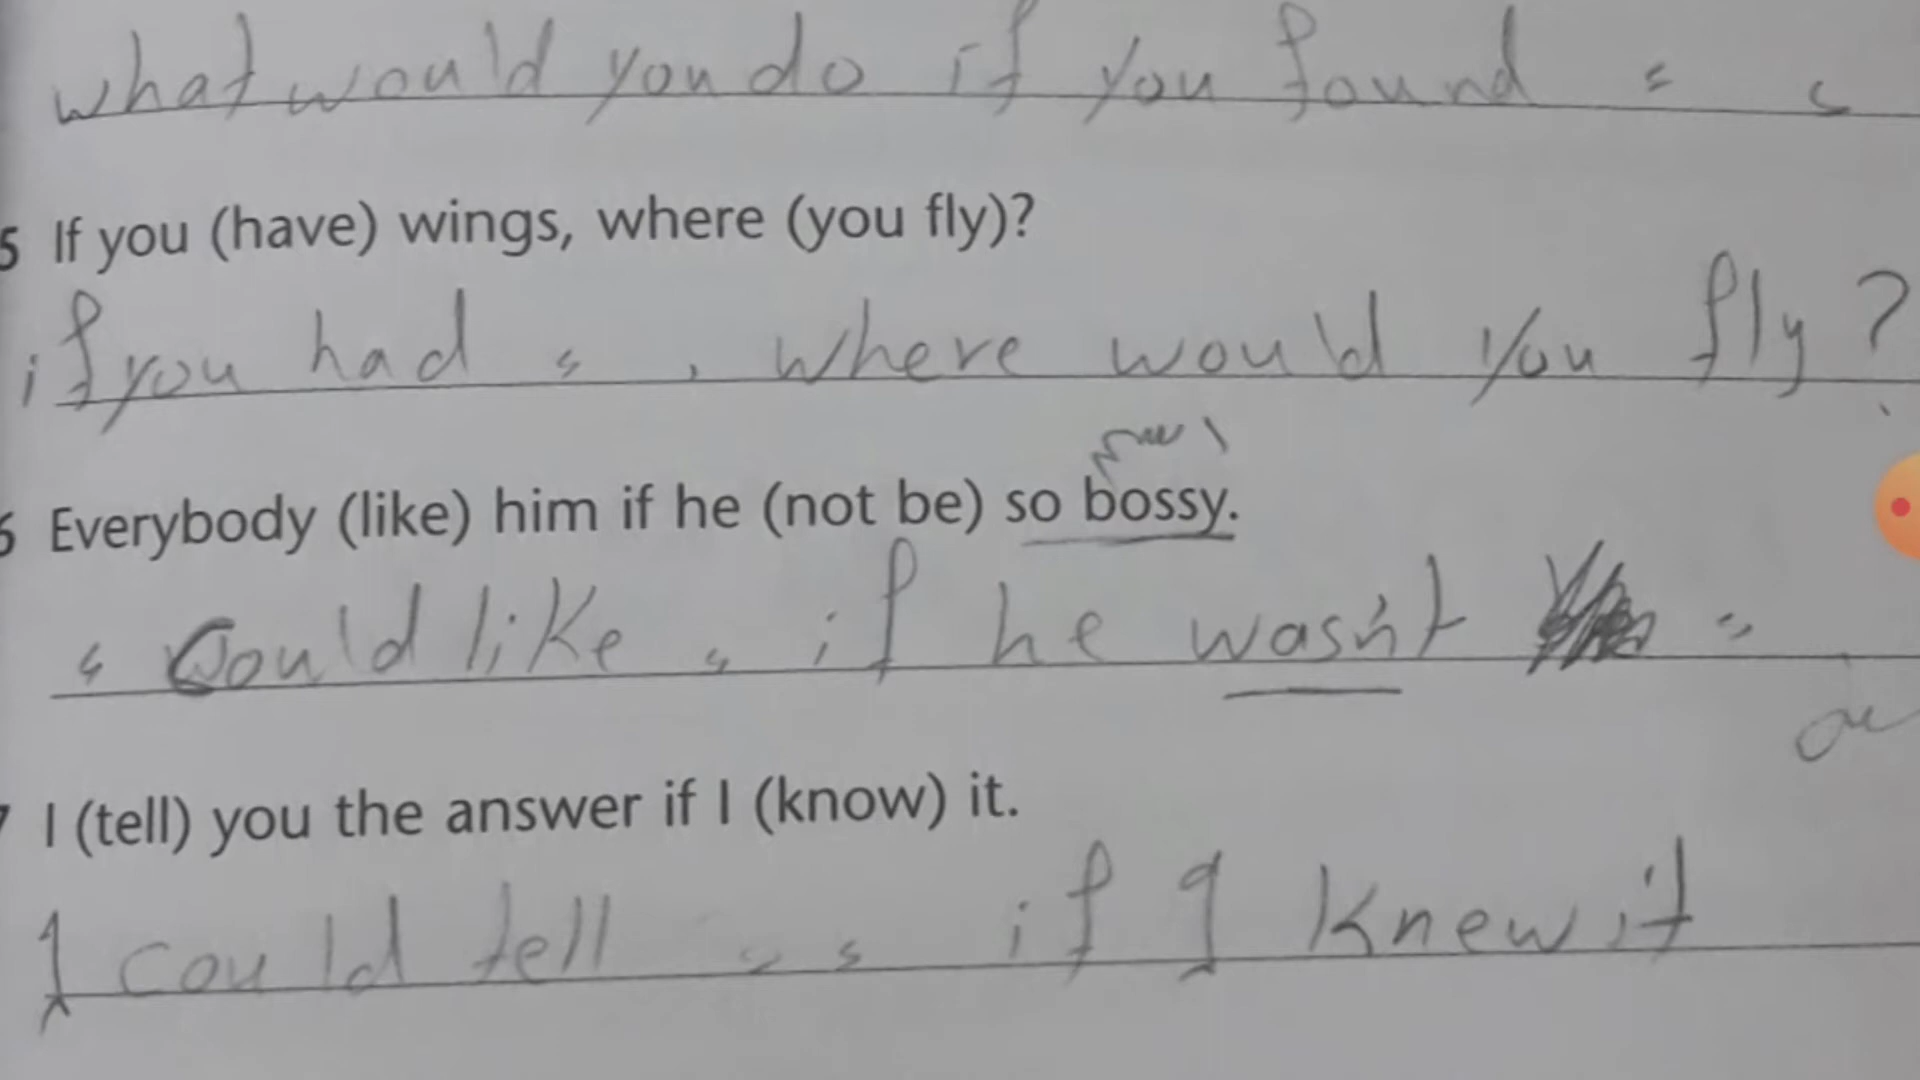 what would you do if you found " "
5 If you (have) wings, where (you fly)?
if you had " , where would you fly?
6 Everybody (like) him if he (not be) so bossy.
" Could like " if he wasn't "
7 I (tell) you the answer if I (know) it.
I could tell " " if I knew it